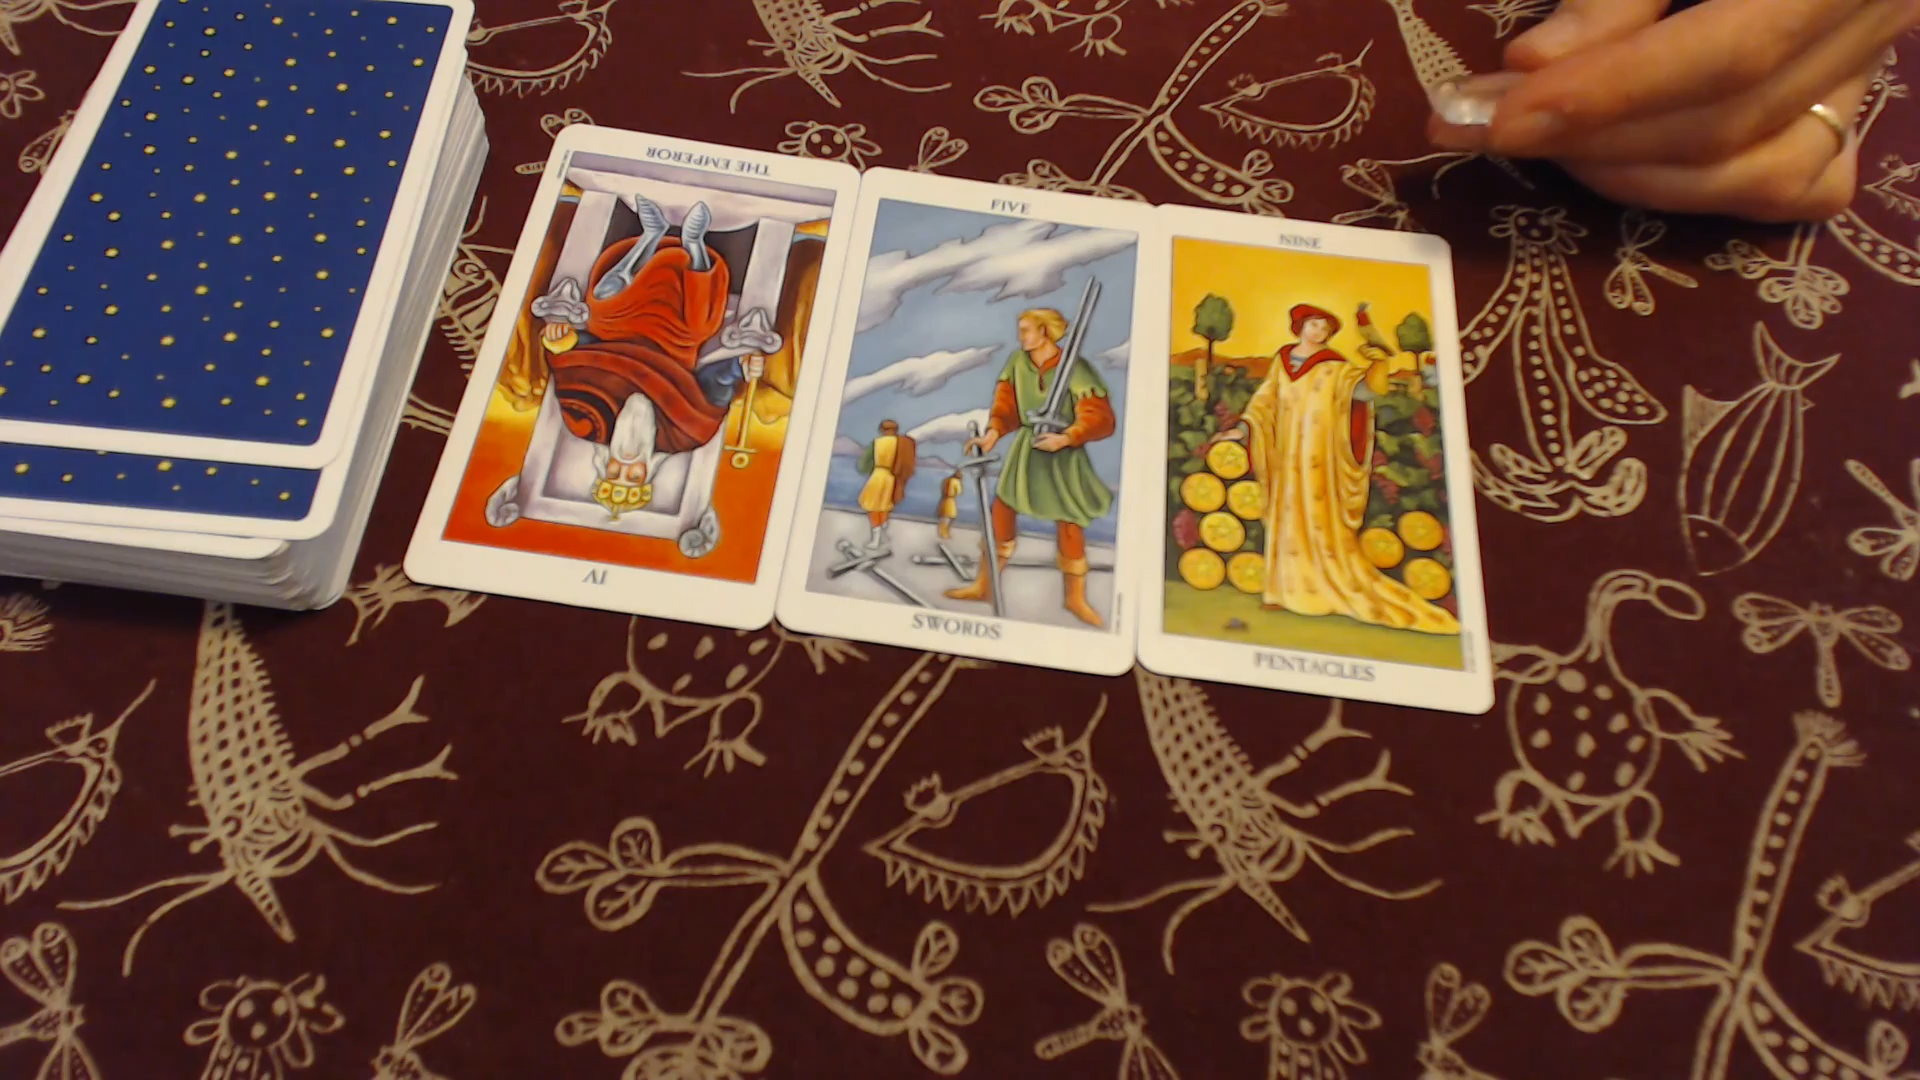 THE EMPEROR
IV
FIVE
SWORDS
NINE
PENTACLES